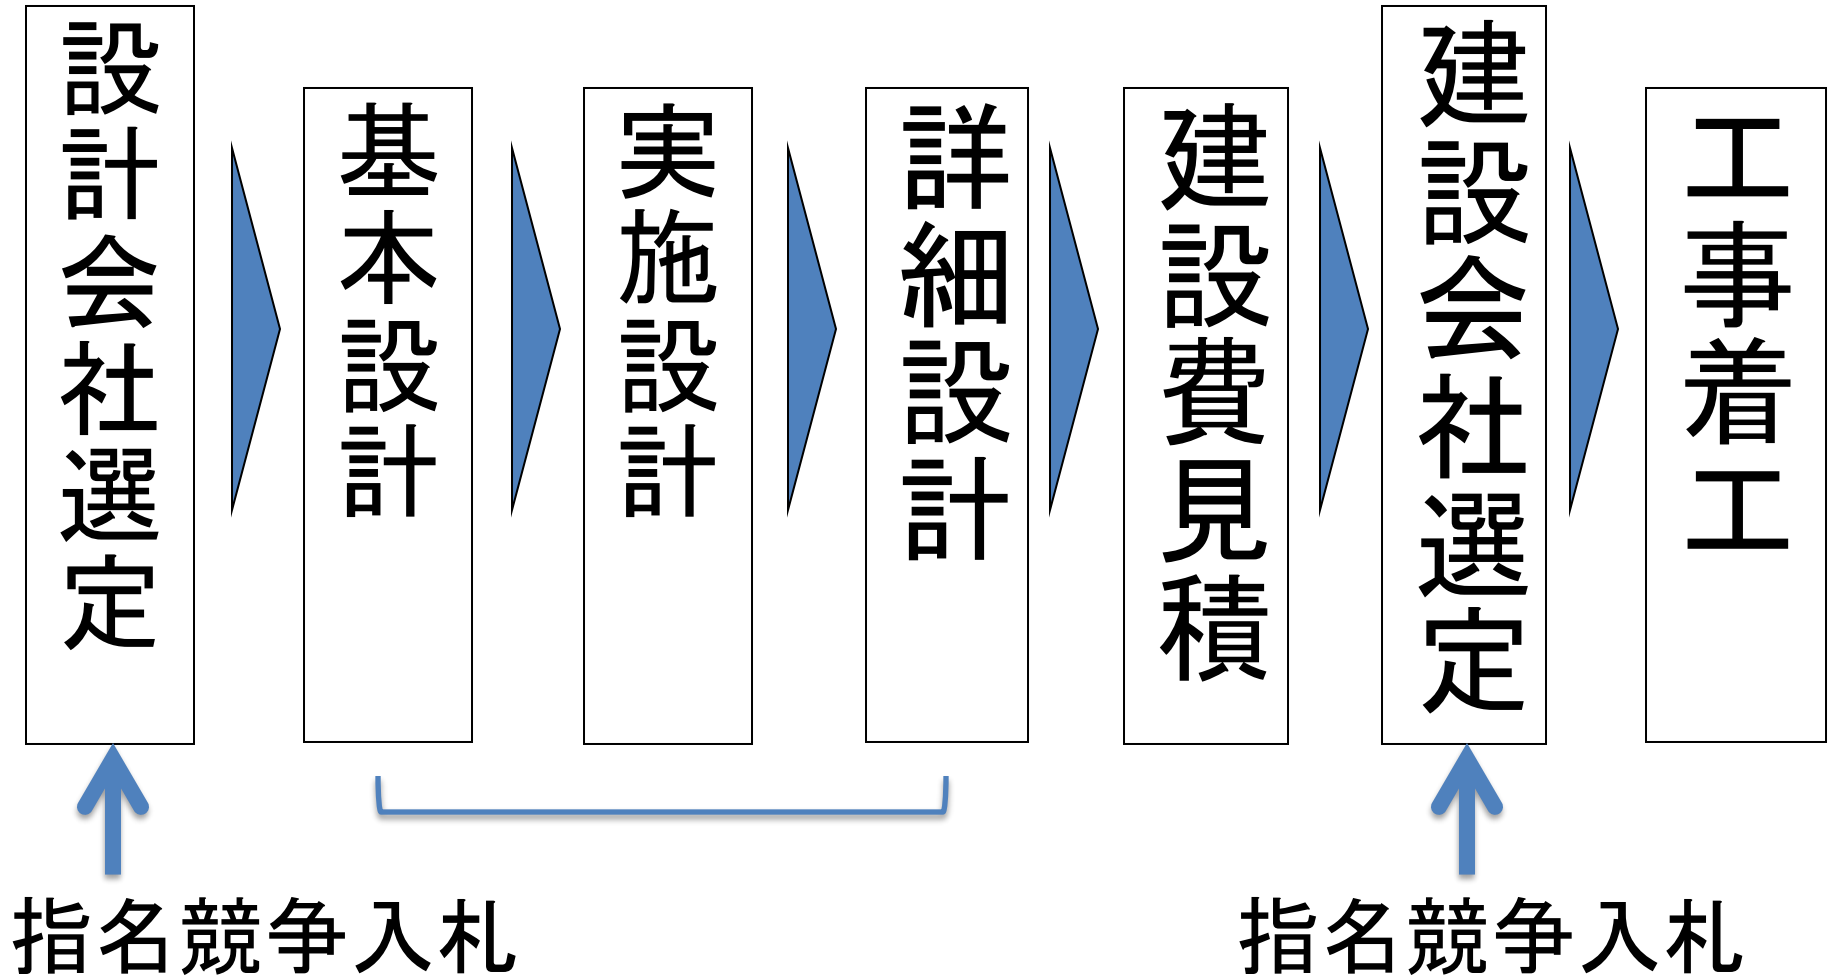 設計会社選定
基本設計
実施設計
詳細設計
建設費見積
建設会社選定
工事着工
指名競争入札
指名競争入札